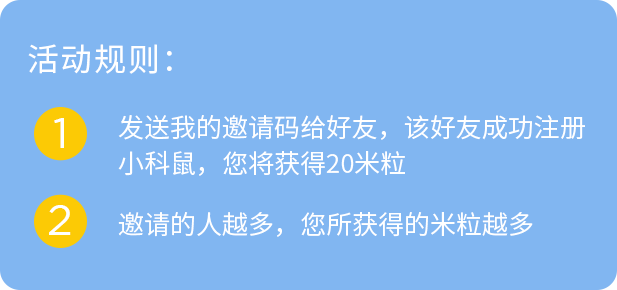 活动规则：
1 发送我的邀请码给好友，该好友成功注册
小科鼠，您将获得20米粒
2 邀请的人越多，您所获得的米粒越多